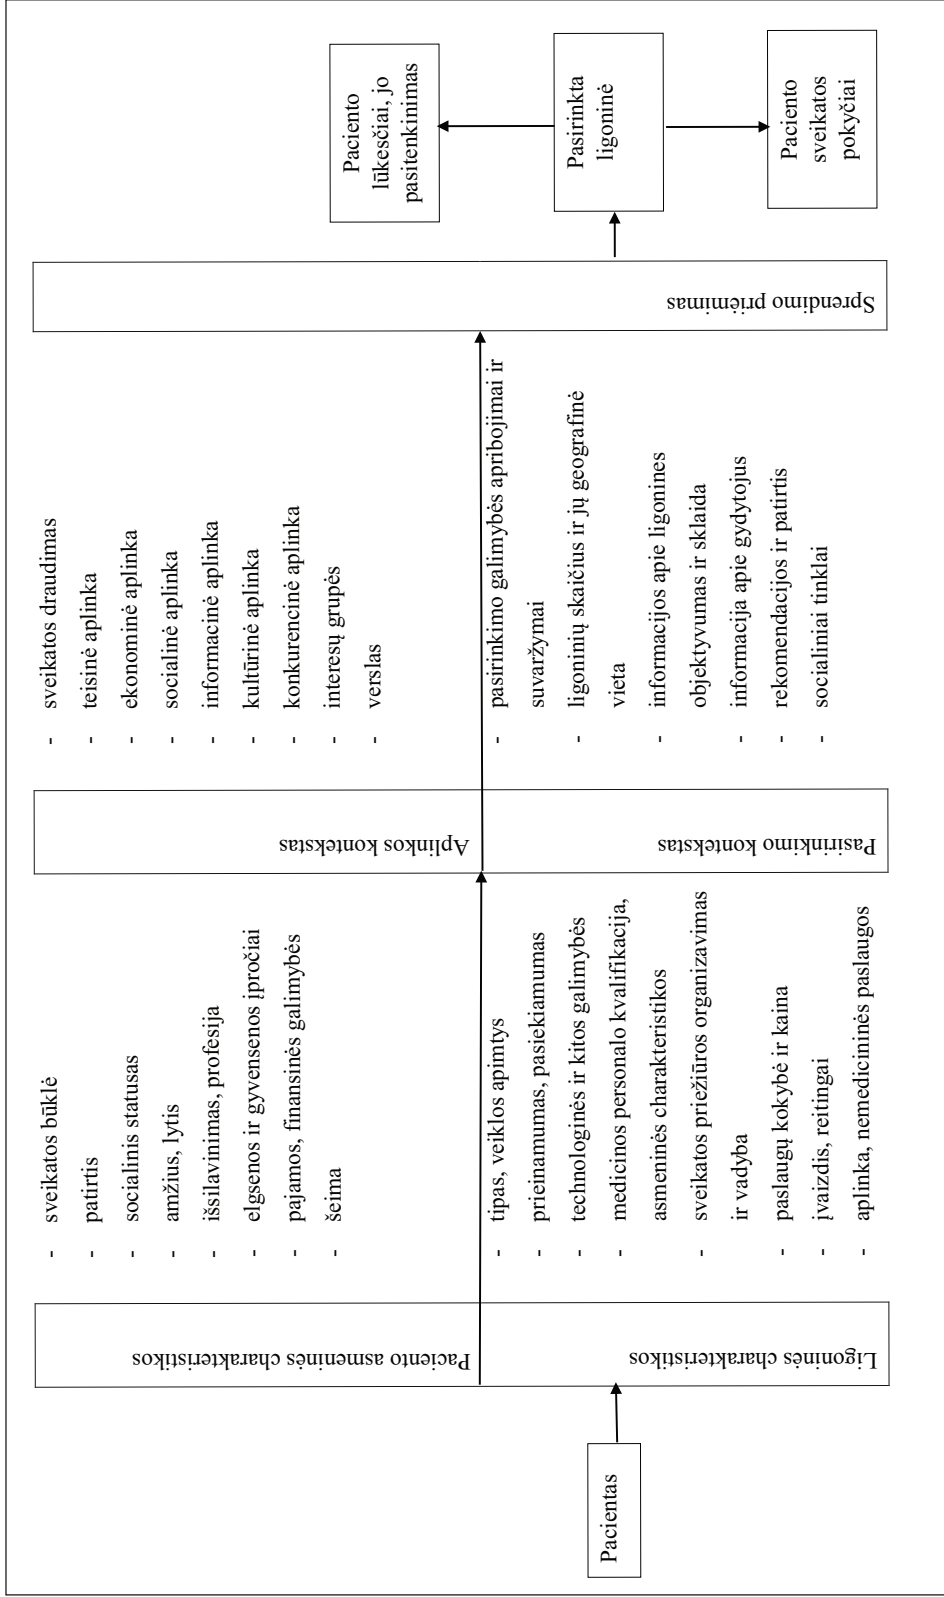 Pacientas
Paciento asmeninės charakteristikos
Ligoninės charakteristikos
- sveikatos būklė
- patirtis
- socialinis statusas
- amžius, lytis
- išsilavinimas, profesija
- elgsenos ir gyvensenos įpročiai
- pajamos, finansinės galimybės
- šeima
- tipas, veiklos apimtys
- prieinamumas, pasiekiamumas
- technologinės ir kitos galimybės
- medicinos personalo kvalifikacija,
asmeninės charakteristikos
- sveikatos priežiūros organizavimas
ir vadyba
- paslaugų kokybė ir kaina
- įvaizdis, reitingai
- aplinka, nemedicininės paslaugos
Aplinkos kontekstas
Pasirinkimo kontekstas
- sveikatos draudimas
- teisinė aplinka
- ekonominė aplinka
- socialinė aplinka
- informacinė aplinka
- kultūrinė aplinka
- konkurencinė aplinka
- interesų grupės
- verslas
- pasirinkimo galimybės apribojimai ir
suvaržymai
- ligoninių skaičius ir jų geografinė
vieta
- informacijos apie ligonines
objektyvumas ir sklaida
- informacija apie gydytojus
- rekomendacijos ir patirtis
- socialiniai tinklai
Sprendimo priėmimas
Paciento
lūkesčiai, jo
pasitenkinimas
Pasirinkta
ligoninė
Paciento
sveikatos
pokyčiai